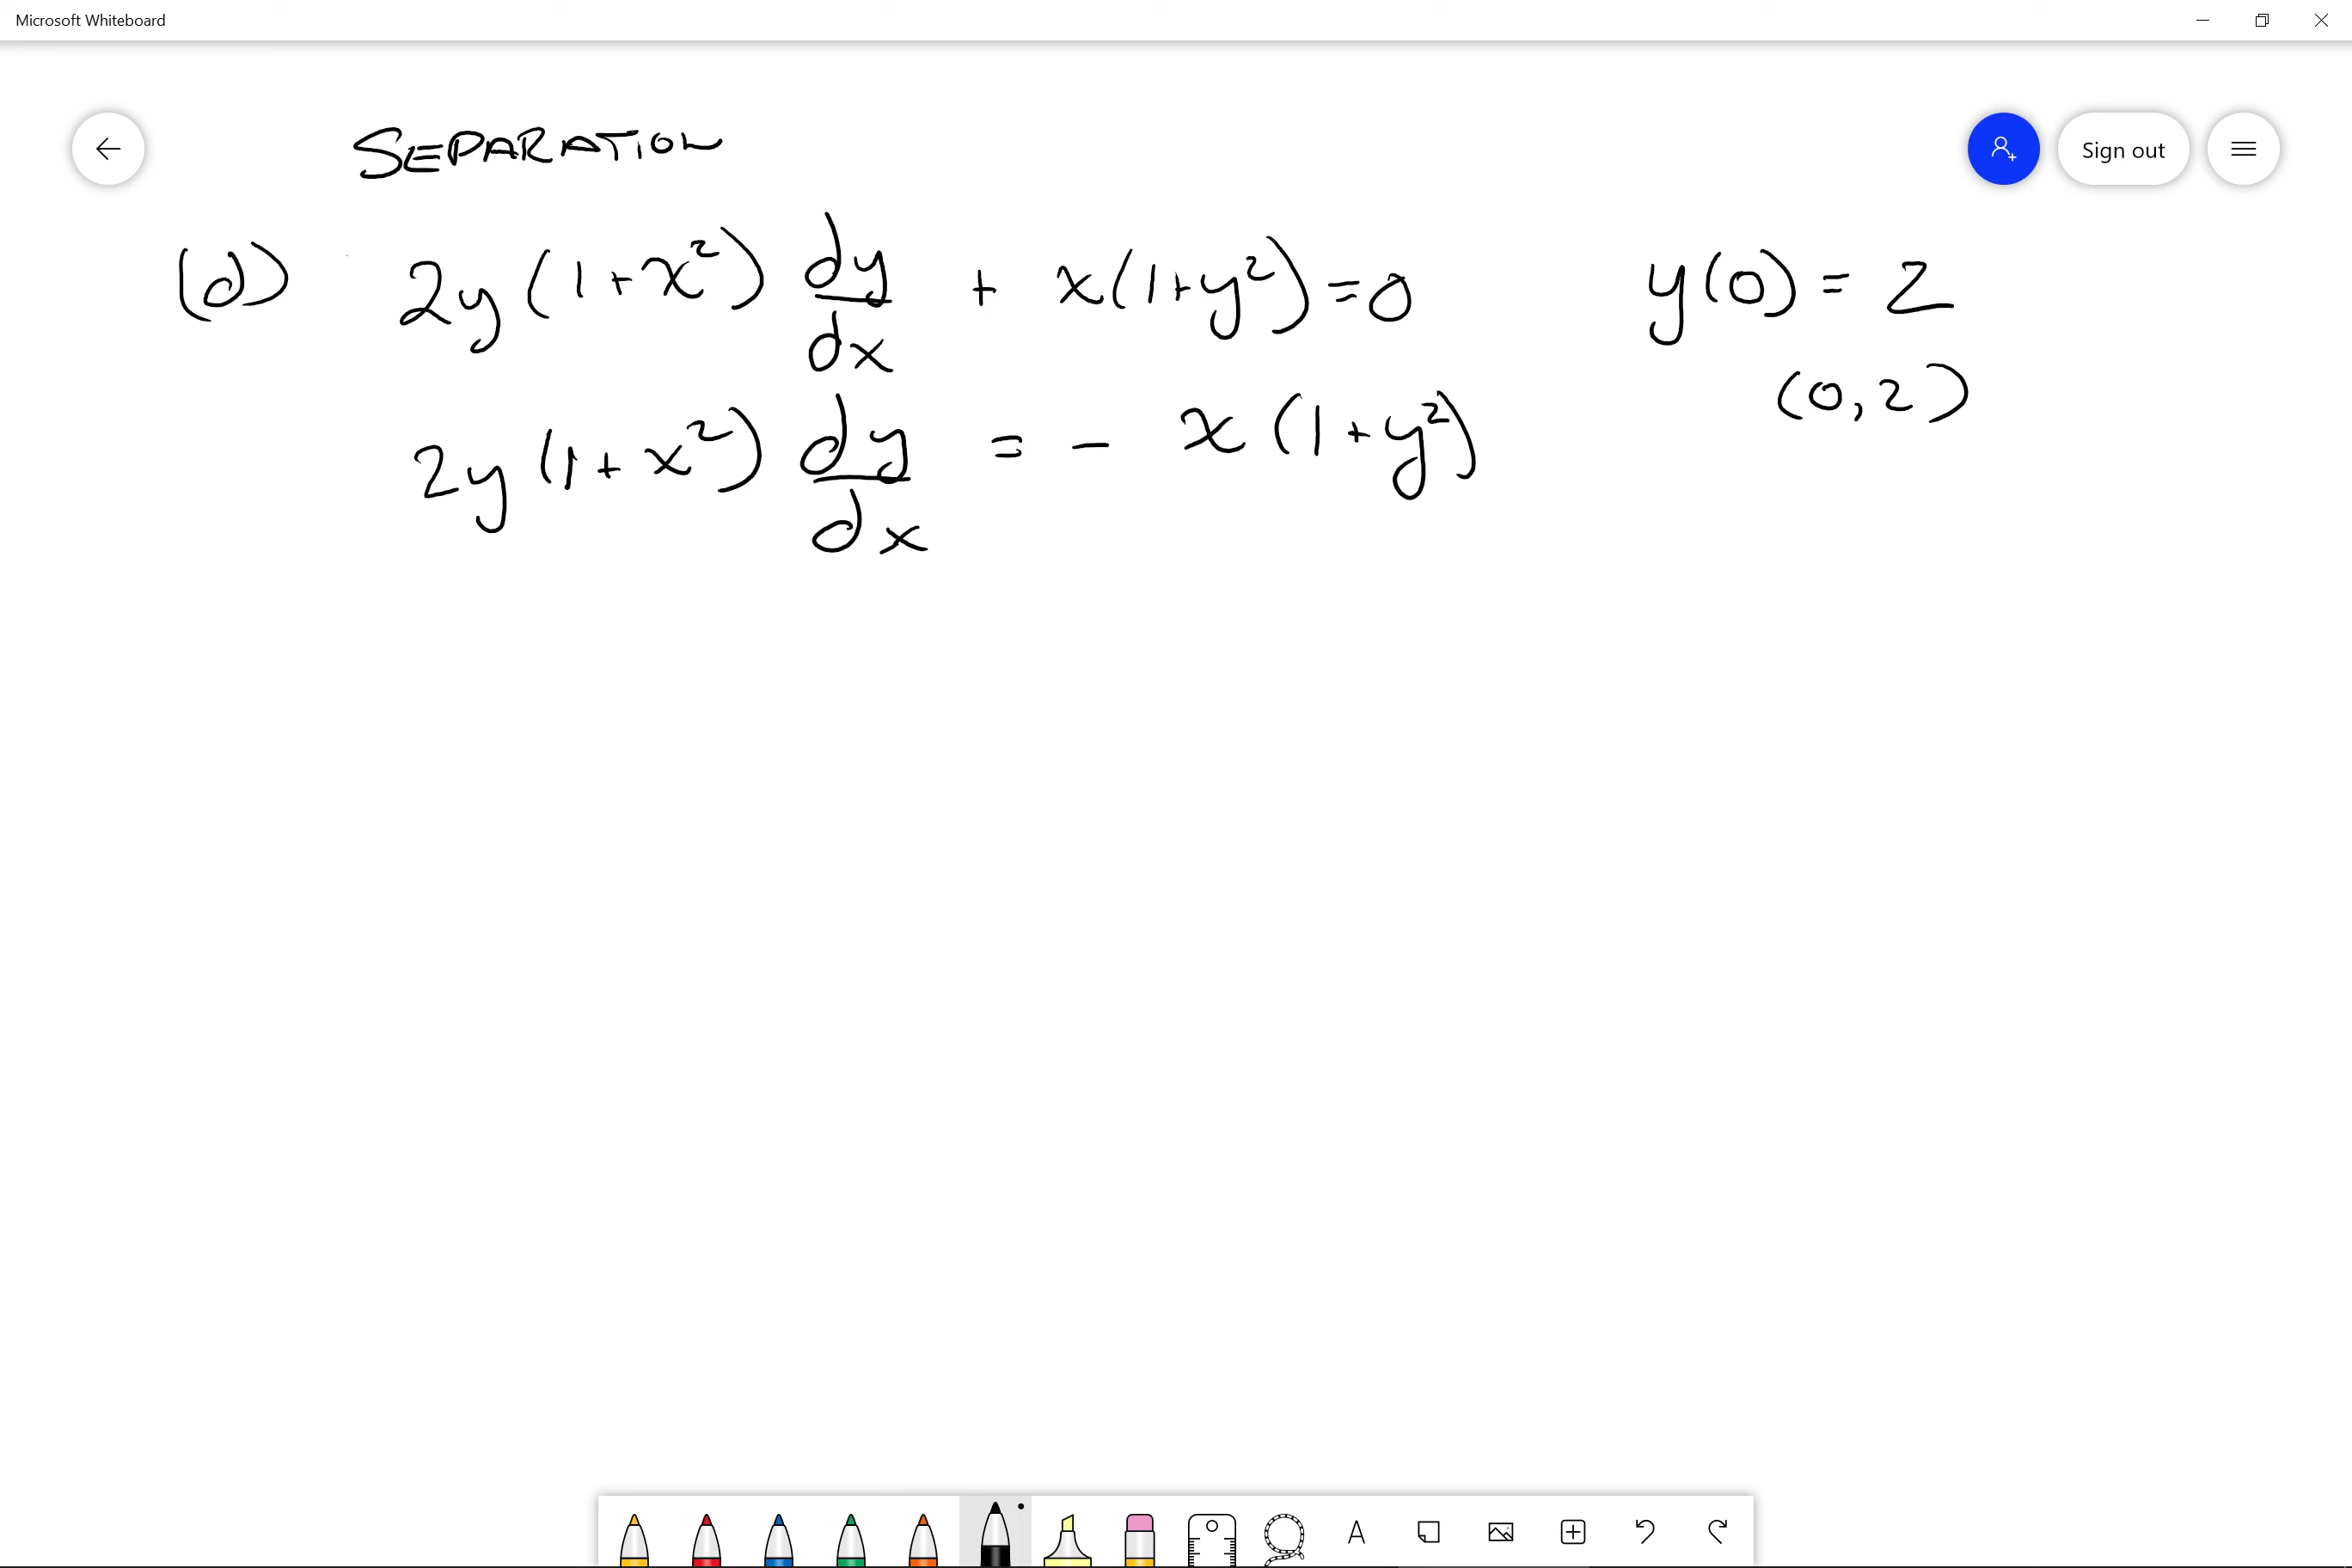 Microsoft Whiteboard
SEPARATION
Sign out
(d) 2y(1+x²) dy/dx + x(1+y²)=0 y(0) = 2
(0,2)
2y(1+x²) dy/dx = - x(1+y²)
A